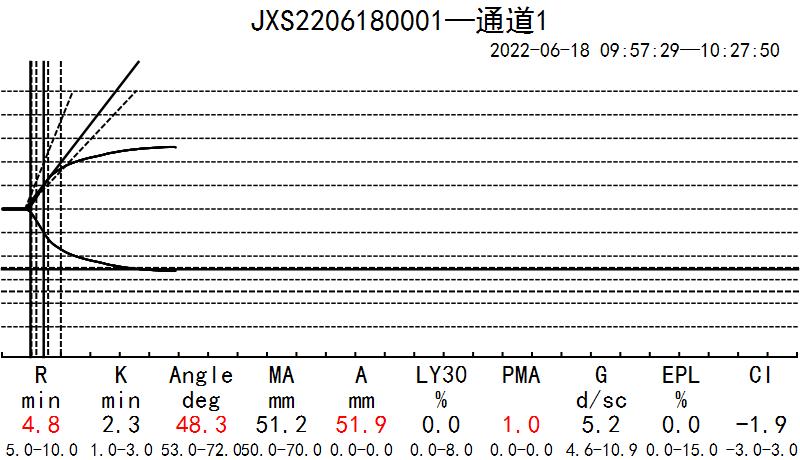 JXS2206180001—通道1
2022-06-18 09:57:29—10:27:50
R K Angle MA A LY30 PMA G EPL CI
min min deg mm mm % d/sc %
4.8 2.3 48.3 51.2 51.9 0.0 1.0 5.2 0.0 -1.9
5.0-10.0 1.0-3.0 53.0-72.0 50.0-70.0 0.0-0.0 0.0-8.0 0.0-0.0 4.6-10.9 0.0-15.0 -3.0-3.0